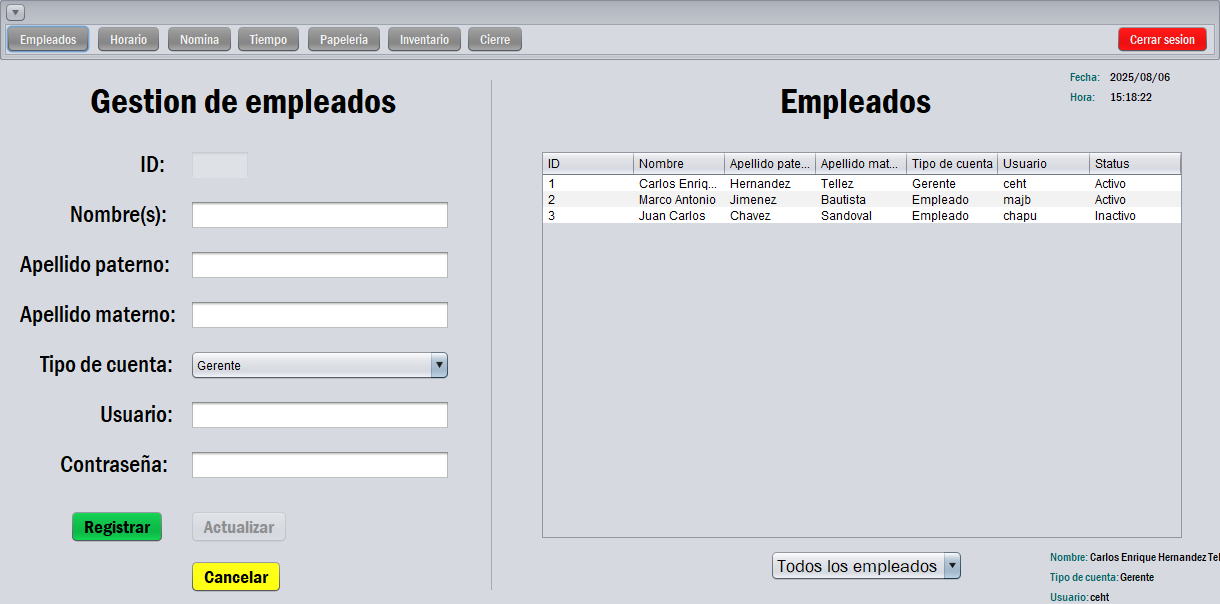 Empleados Horario Nomina Tiempo Papeleria Inventario Cierre Cerrar sesion
Fecha: 2025/08/06
Hora: 15:18:22
Gestion de empleados
ID:
Nombre(s):
Apellido paterno:
Apellido materno:
Tipo de cuenta: Gerente
Usuario:
Contraseña:
Registrar Actualizar
Cancelar
Empleados
ID Nombre Apellido pate... Apellido mat... Tipo de cuenta Usuario Status
1 Carlos Enriq... Hernandez Tellez Gerente ceht Activo
2 Marco Antonio Jimenez Bautista Empleado majb Activo
3 Juan Carlos Chavez Sandoval Empleado chapu Inactivo
Todos los empleados
Nombre: Carlos Enrique Hernandez Tel
Tipo de cuenta: Gerente
Usuario: ceht